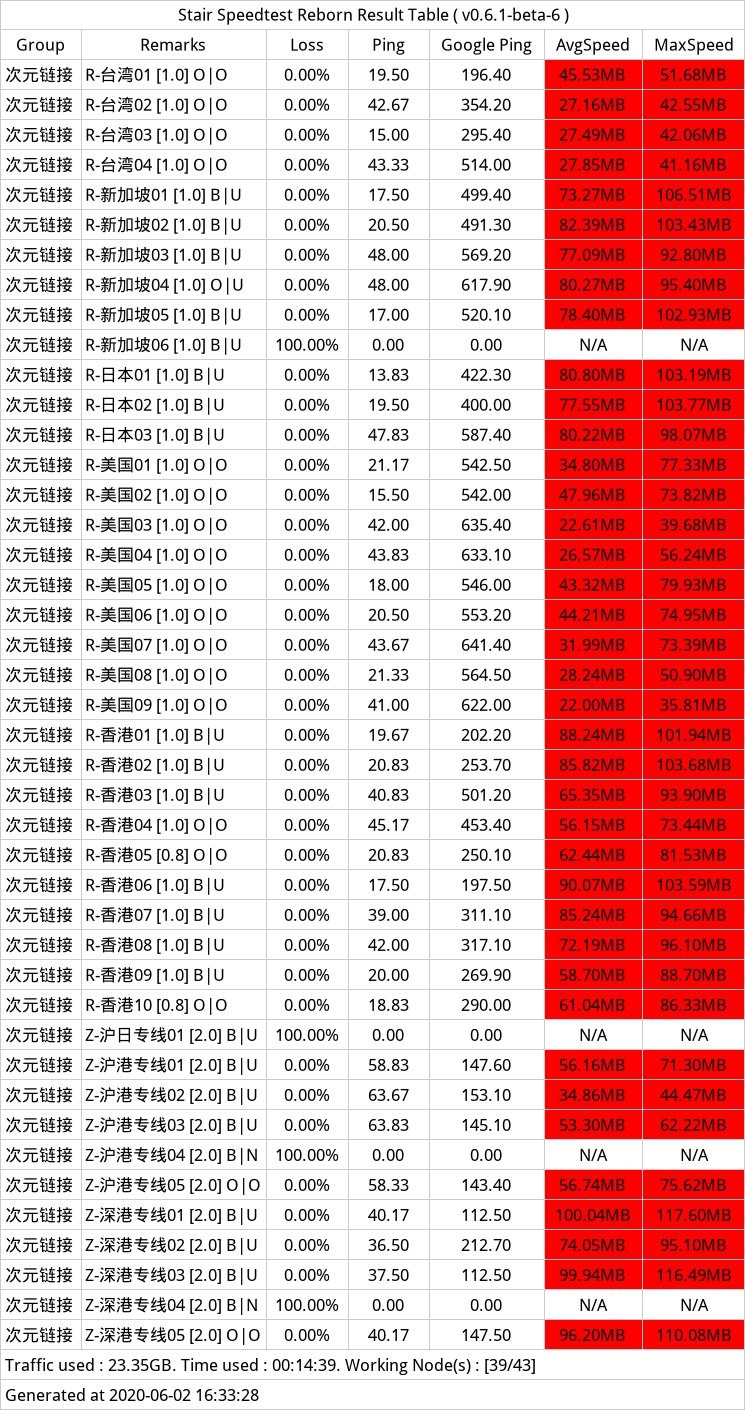 Stair Speedtest Reborn Result Table ( v0.6.1-beta-6 )
Group Remarks Loss Ping Google Ping AvgSpeed MaxSpeed
次元链接 R-台湾01 [1.0] O|O 0.00% 19.50 196.40 45.53MB 51.68MB
次元链接 R-台湾02 [1.0] O|O 0.00% 42.67 354.20 27.16MB 42.55MB
次元链接 R-台湾03 [1.0] O|O 0.00% 15.00 295.40 27.49MB 42.06MB
次元链接 R-台湾04 [1.0] O|O 0.00% 43.33 514.00 27.85MB 41.16MB
次元链接 R-新加坡01 [1.0] B|U 0.00% 17.50 499.40 73.27MB 106.51MB
次元链接 R-新加坡02 [1.0] B|U 0.00% 20.50 491.30 82.39MB 103.43MB
次元链接 R-新加坡03 [1.0] B|U 0.00% 48.00 569.20 77.09MB 92.80MB
次元链接 R-新加坡04 [1.0] O|U 0.00% 48.00 617.90 80.27MB 95.40MB
次元链接 R-新加坡05 [1.0] B|U 0.00% 17.00 520.10 78.40MB 102.93MB
次元链接 R-新加坡06 [1.0] B|U 100.00% 0.00 0.00 N/A N/A
次元链接 R-日本01 [1.0] B|U 0.00% 13.83 422.30 80.80MB 103.19MB
次元链接 R-日本02 [1.0] B|U 0.00% 19.50 400.00 77.55MB 103.77MB
次元链接 R-日本03 [1.0] B|U 0.00% 47.83 587.40 80.22MB 98.07MB
次元链接 R-美国01 [1.0] O|O 0.00% 21.17 542.50 34.80MB 77.33MB
次元链接 R-美国02 [1.0] O|O 0.00% 15.50 542.00 47.96MB 73.82MB
次元链接 R-美国03 [1.0] O|O 0.00% 42.00 635.40 22.61MB 39.68MB
次元链接 R-美国04 [1.0] O|O 0.00% 43.83 633.10 26.57MB 56.24MB
次元链接 R-美国05 [1.0] O|O 0.00% 18.00 546.00 43.32MB 79.93MB
次元链接 R-美国06 [1.0] O|O 0.00% 20.50 553.20 44.21MB 74.95MB
次元链接 R-美国07 [1.0] O|O 0.00% 43.67 641.40 31.99MB 73.39MB
次元链接 R-美国08 [1.0] O|O 0.00% 21.33 564.50 28.24MB 50.90MB
次元链接 R-美国09 [1.0] O|O 0.00% 41.00 622.00 22.00MB 35.81MB
次元链接 R-香港01 [1.0] B|U 0.00% 19.67 202.20 88.24MB 101.94MB
次元链接 R-香港02 [1.0] B|U 0.00% 20.83 253.70 85.82MB 103.68MB
次元链接 R-香港03 [1.0] B|U 0.00% 40.83 501.20 65.35MB 93.90MB
次元链接 R-香港04 [1.0] O|O 0.00% 45.17 453.40 56.15MB 73.44MB
次元链接 R-香港05 [0.8] O|O 0.00% 20.83 250.10 62.44MB 81.53MB
次元链接 R-香港06 [1.0] B|U 0.00% 17.50 197.50 90.07MB 103.59MB
次元链接 R-香港07 [1.0] B|U 0.00% 39.00 311.10 85.24MB 94.66MB
次元链接 R-香港08 [1.0] B|U 0.00% 42.00 317.10 72.19MB 96.10MB
次元链接 R-香港09 [1.0] B|U 0.00% 20.00 269.90 58.70MB 88.70MB
次元链接 R-香港10 [0.8] O|O 0.00% 18.83 290.00 61.04MB 86.33MB
次元链接 Z-沪日专线01 [2.0] B|U 100.00% 0.00 0.00 N/A N/A
次元链接 Z-沪港专线01 [2.0] B|U 0.00% 58.83 147.60 56.16MB 71.30MB
次元链接 Z-沪港专线02 [2.0] B|U 0.00% 63.67 153.10 34.86MB 44.47MB
次元链接 Z-沪港专线03 [2.0] B|U 0.00% 63.83 145.10 53.30MB 62.22MB
次元链接 Z-沪港专线04 [2.0] B|N 100.00% 0.00 0.00 N/A N/A
次元链接 Z-沪港专线05 [2.0] O|O 0.00% 58.33 143.40 56.74MB 75.62MB
次元链接 Z-深港专线01 [2.0] B|U 0.00% 40.17 112.50 100.04MB 117.60MB
次元链接 Z-深港专线02 [2.0] B|U 0.00% 36.50 212.70 74.05MB 95.10MB
次元链接 Z-深港专线03 [2.0] B|U 0.00% 37.50 112.50 99.94MB 116.49MB
次元链接 Z-深港专线04 [2.0] B|N 100.00% 0.00 0.00 N/A N/A
次元链接 Z-深港专线05 [2.0] O|O 0.00% 40.17 147.50 96.20MB 110.08MB
Traffic used : 23.35GB. Time used : 00:14:39. Working Node(s) : [39/43]
Generated at 2020-06-02 16:33:28